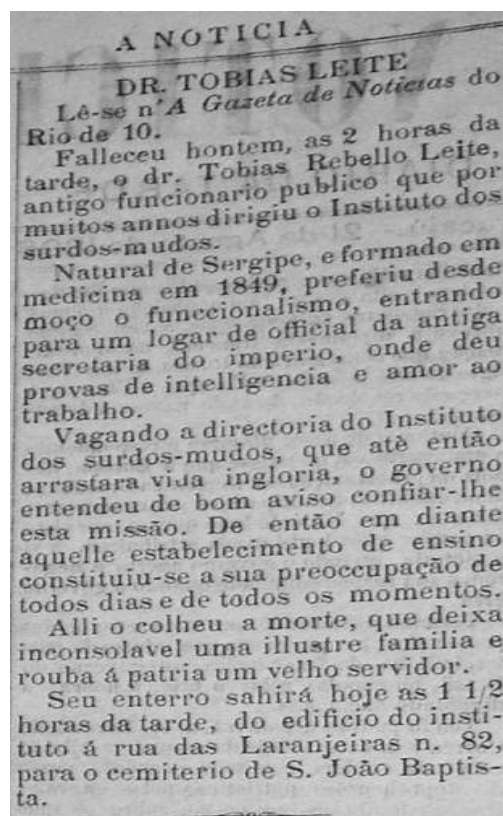 A NOTICIA
DR. TOBIAS LEITE
Lê-se n'A Gazeta de Noticias do
Rio de 10.
Falleceu hontem, as 2 horas da
tarde, o dr. Tobias Rebello Leite,
antigo funcionario publico que por
muitos annos dirigiu o Instituto dos
surdos-mudos.
Natural de Sergipe, e formado em
medicina em 1849, preferiu desde
moço o funccionalismo, entrando
para um logar de official da antiga
secretaria do imperio, onde deu
provas de intelligencia e amor ao
trabalho.
Vagando a directoria do Instituto
dos surdos-mudos, que atè então
arrastara vida ingloria, o governo
entendeu de bom aviso confiar-lhe
esta missão. De então em diante
aquelle estabelecimento de ensino
constituiu-se a sua preoccupação de
todos dias e de todos os momentos.
Alli o colheu a morte, que deixa
inconsolavel uma illustre familia e
rouba á patria um velho servidor.
Seu enterro sahirá hoje as 1 1/2
horas da tarde, do edificio do insti-
tuto á rua das Laranjeiras n. 82,
para o cemiterio de S. João Baptis-
ta.